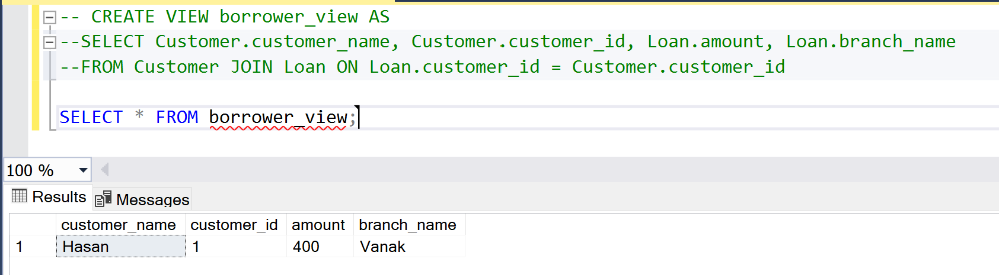 -- CREATE VIEW borrower_view AS
--SELECT Customer.customer_name, Customer.customer_id, Loan.amount, Loan.branch_name
--FROM Customer JOIN Loan ON Loan.customer_id = Customer.customer_id
SELECT * FROM borrower_view;
100 %
Results Messages
customer_name customer_id amount branch_name
1 Hasan 1 400 Vanak